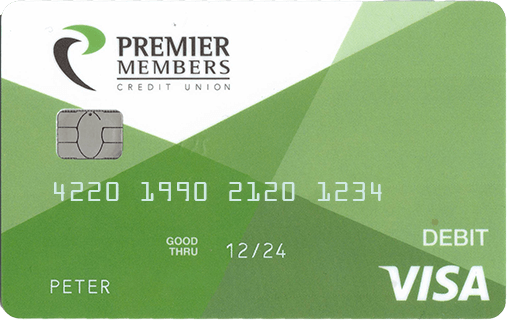 PREMIER
MEMBERS
CREDIT UNION
4220 1990 2120 1234
GOOD
THRU 12/24
DEBIT
PETER
VISA